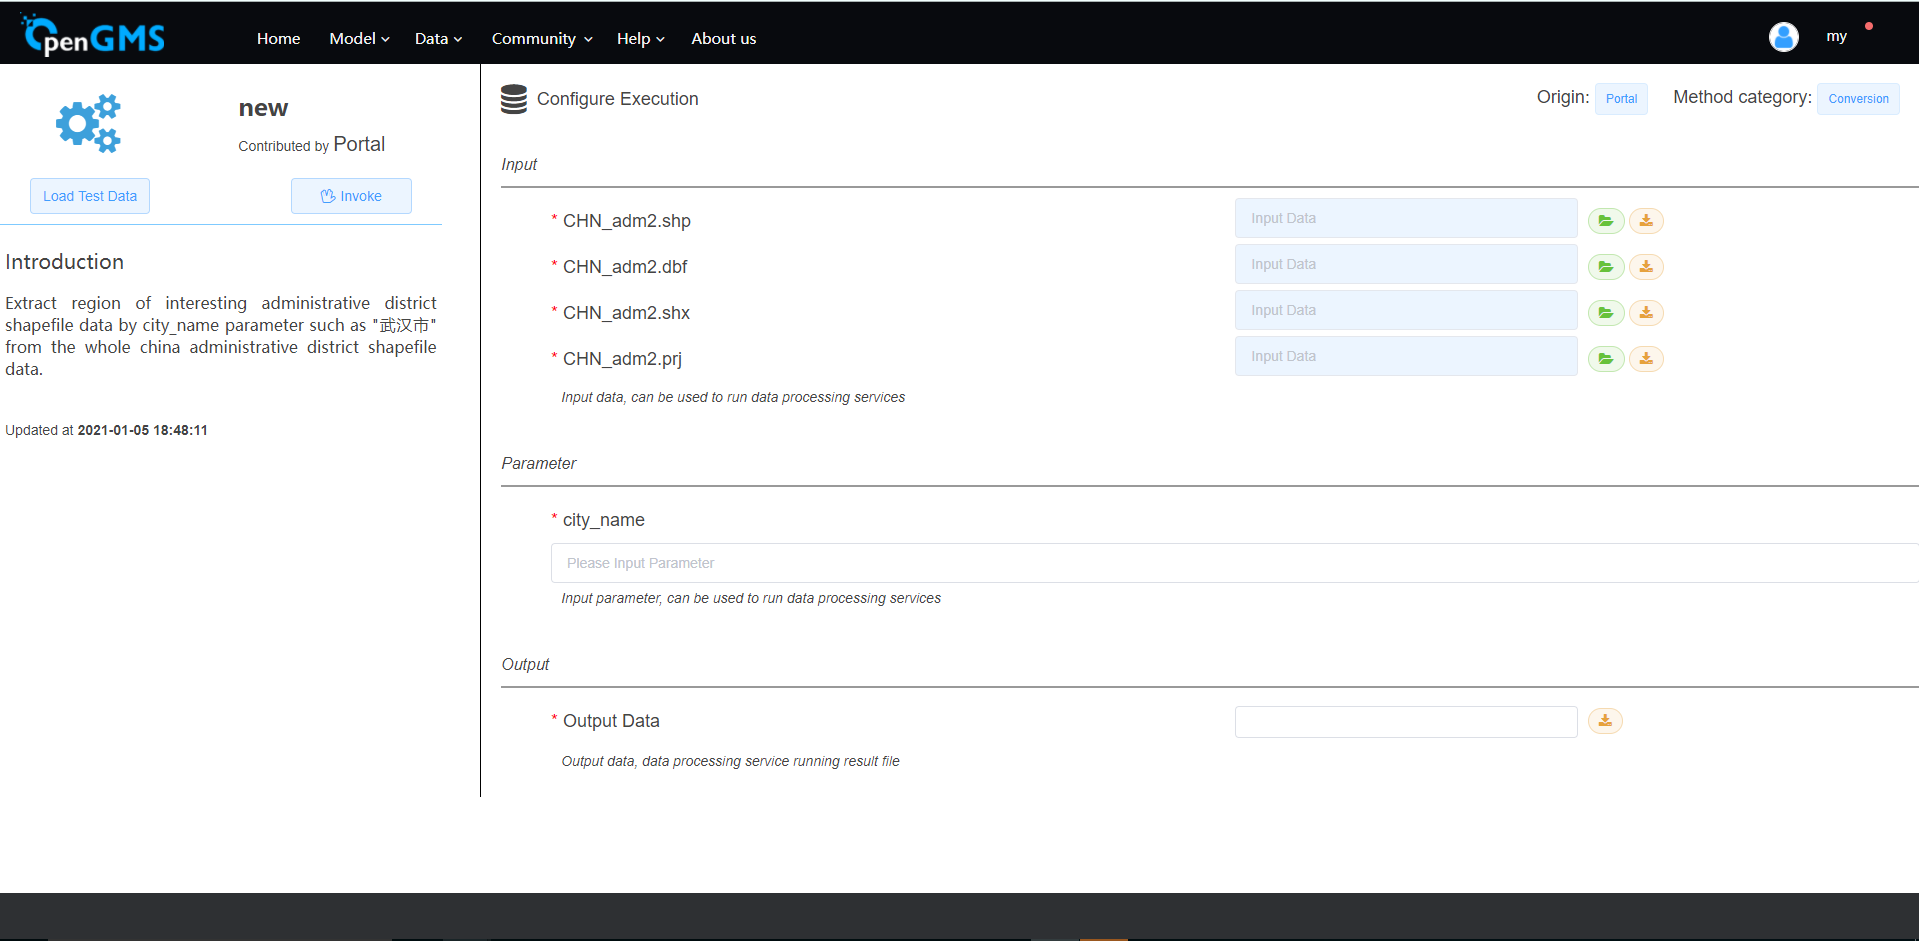 OpenGMS
Home Model Data Community Help About us
my
new
Contributed by Portal
Load Test Data
Invoke
Introduction
Extract region of interesting administrative district
shapefile data by city_name parameter such as "武汉市"
from the whole china administrative district shapefile
data.
Updated at 2021-01-05 18:48:11
Configure Execution
Origin: Portal Method category: Conversion
Input
* CHN_adm2.shp Input Data
* CHN_adm2.dbf Input Data
* CHN_adm2.shx Input Data
* CHN_adm2.prj Input Data
Input data, can be used to run data processing services
Parameter
* city_name
Please Input Parameter
Input parameter, can be used to run data processing services
Output
* Output Data
Output data, data processing service running result file